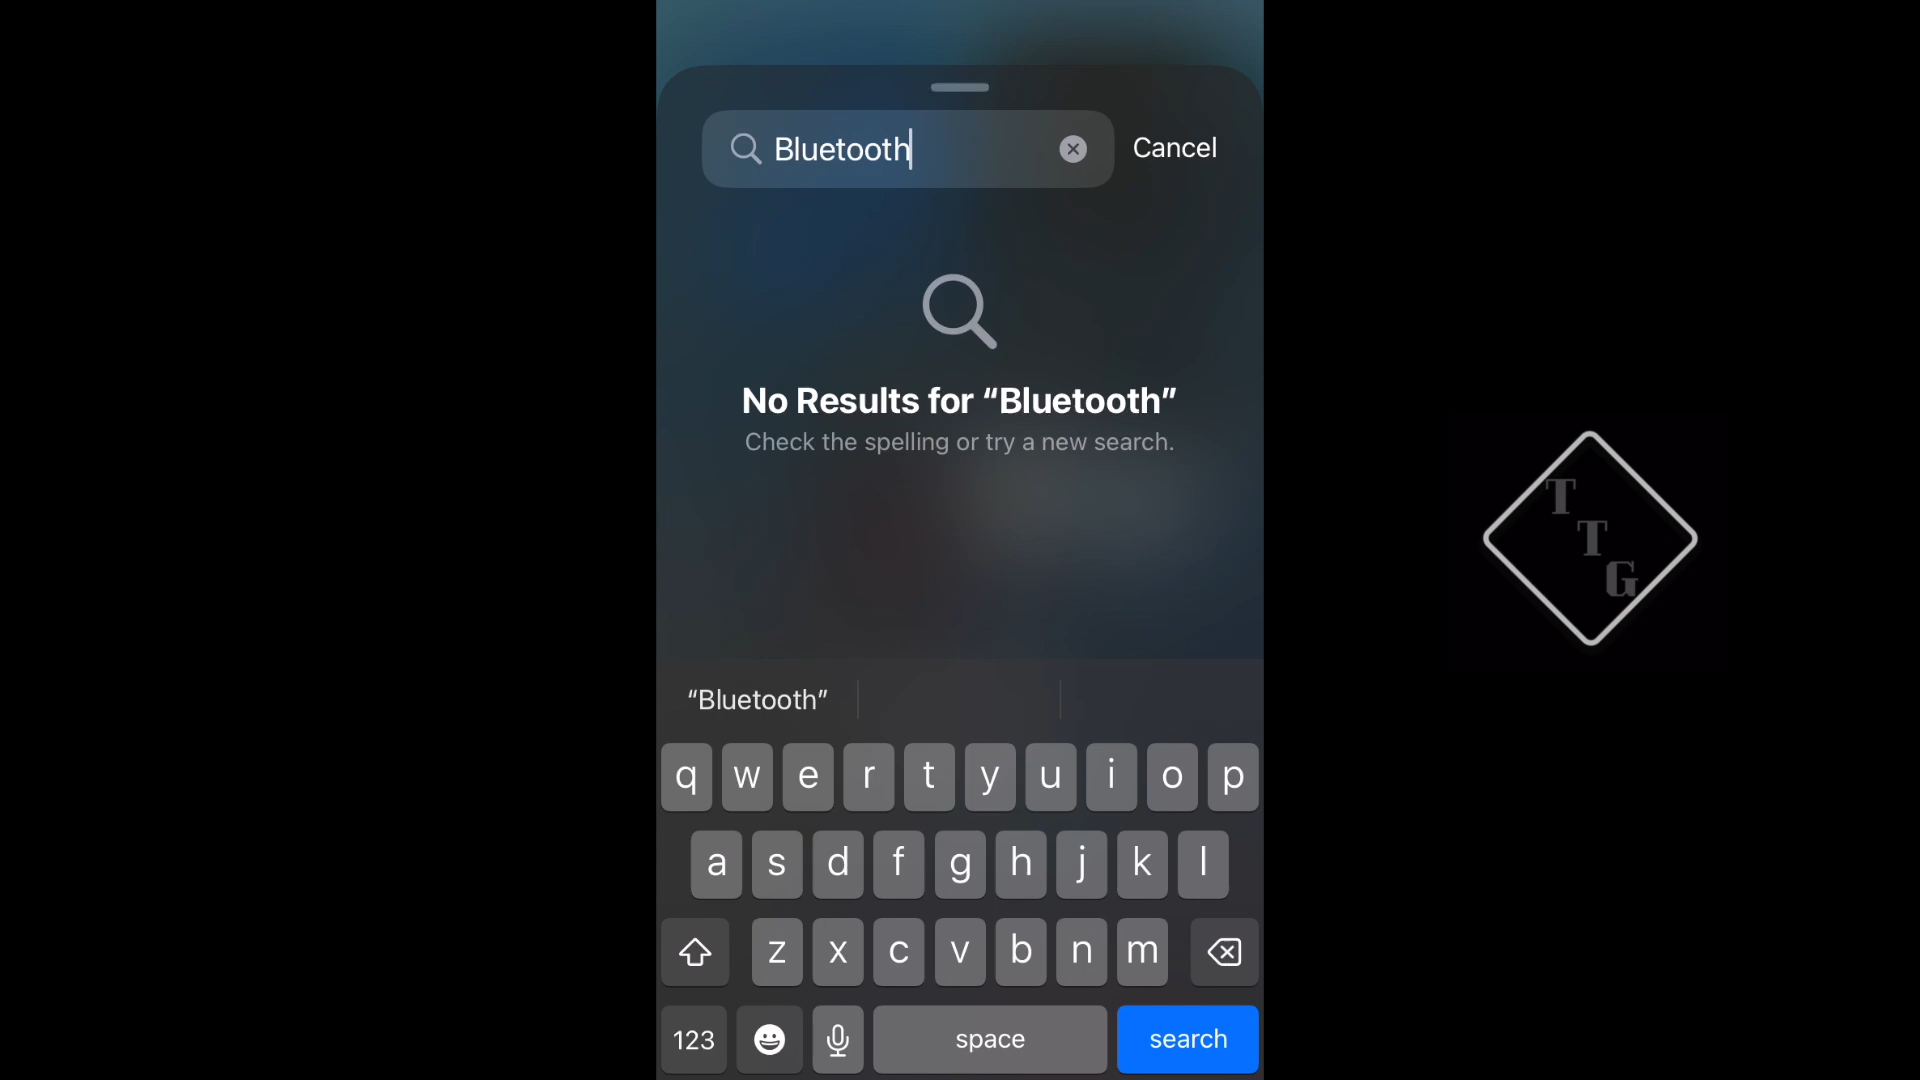 Bluetooth
Cancel
No Results for “Bluetooth”
Check the spelling or try a new search.
“Bluetooth”
q w e r t y u i o p
a s d f g h j k l
z x c v b n m
123 space search
T
T
G